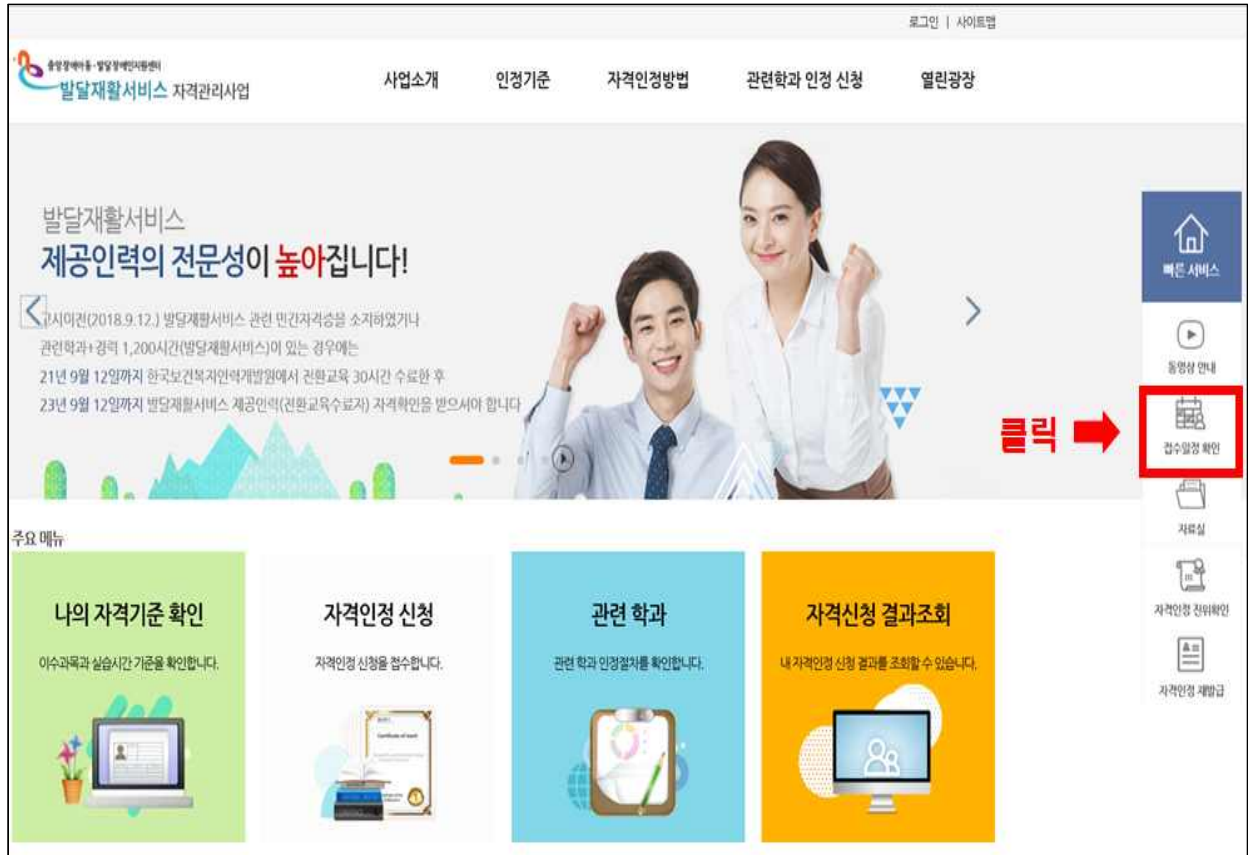 로그인 | 사이트맵
중앙장애아동·발달장애인지원센터
발달재활서비스 자격관리사업
사업소개 인정기준 자격인정방법 관련학과 인정 신청 열린광장
발달재활서비스
제공인력의 전문성이 높아집니다!
고시이전(2018.9.12.) 발달재활서비스 관련 민간자격증을 소지하였거나
관련학과+경력 1,200시간(발달재활서비스)이 있는 경우에는
21년 9월 12일까지 한국보건복지인력개발원에서 전환교육 30시간 수료한 후
23년 9월 12일까지 발달재활서비스 제공인력(전환교육수료자) 자격확인을 받으셔야 합니다
빠른 서비스
동영상 안내
클릭
접수일정 확인
자료실
자격인정 진위확인
자격인정 재발급
주요 메뉴
나의 자격기준 확인
이수과목과 실습시간 기준을 확인합니다.
자격인정 신청
자격인정 신청을 접수합니다.
관련 학과
관련 학과 인정절차를 확인합니다.
자격신청 결과조회
내 자격인정 신청 결과를 조회할 수 있습니다.